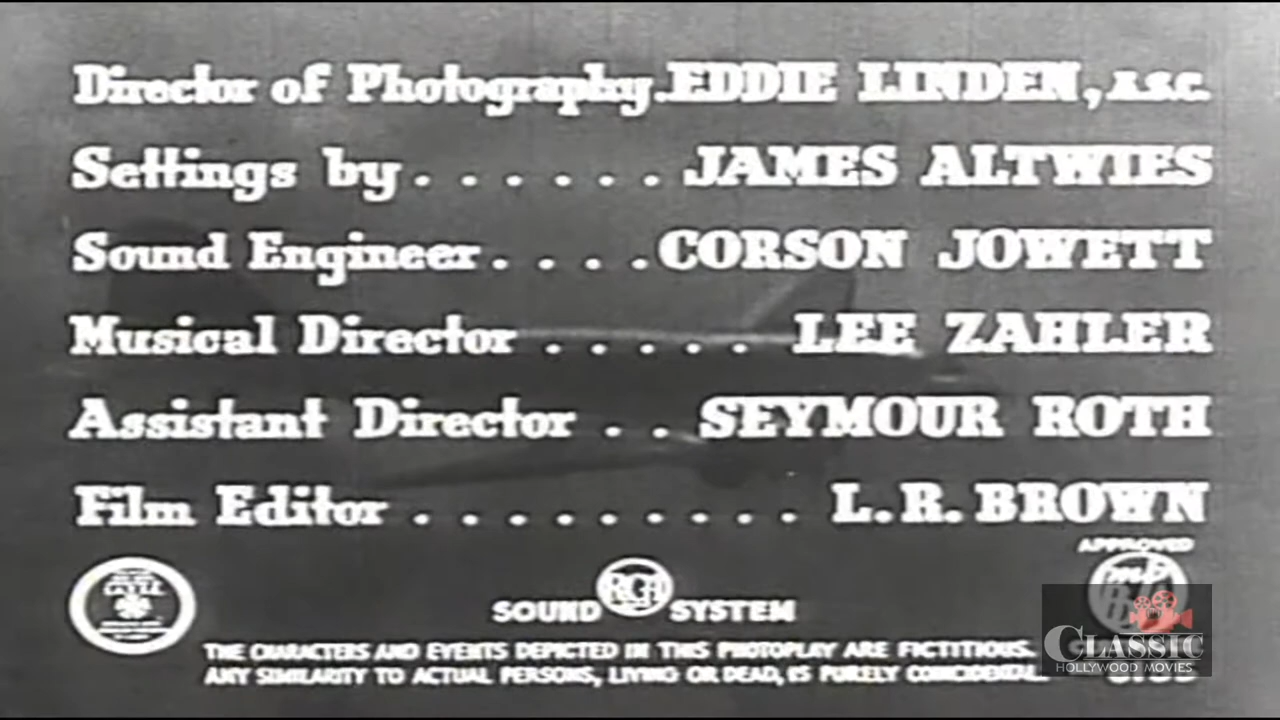 Director of Photography.EDDIE LINDEN, A.S.C.
Settings by . . . . . . JAMES ALTWIES
Sound Engineer . . . . CORSON JOWETT
Musical Director . . . . . LEE ZAHLER
Assistant Director . . SEYMOUR ROTH
Film Editor . . . . . . . . . L.R. BROWN
APPROVED
RCA
SOUND SYSTEM
THE CHARACTERS AND EVENTS DEPICTED IN THIS PHOTOPLAY ARE FICTITIOUS.
ANY SIMILARITY TO ACTUAL PERSONS, LIVING OR DEAD, IS PURELY COINCIDENTAL.
CLASSIC
HOLLYWOOD MOVIES